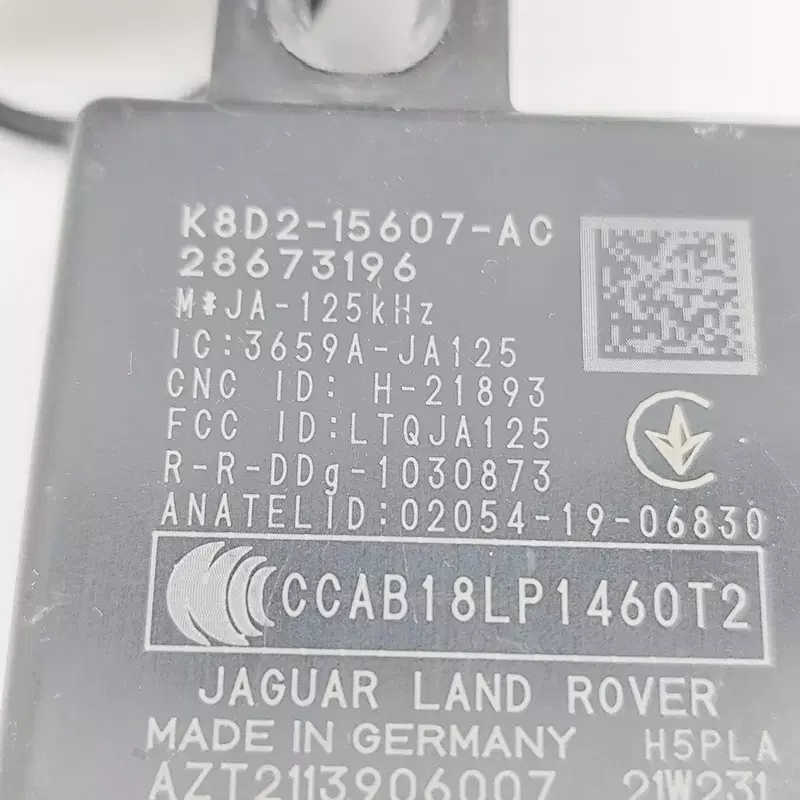 K8D2-15607-AC
28673196
M#JA-125kHz
IC:3659A-JA125
CNC ID: H-21893
FCC ID:LTQJA125
R-R-DDg-1030873
ANATELID:02054-19-06830
CCAB18LP1460T2
JAGUAR LAND ROVER
MADE IN GERMANY H5PLA
AZT2113906007 21W231